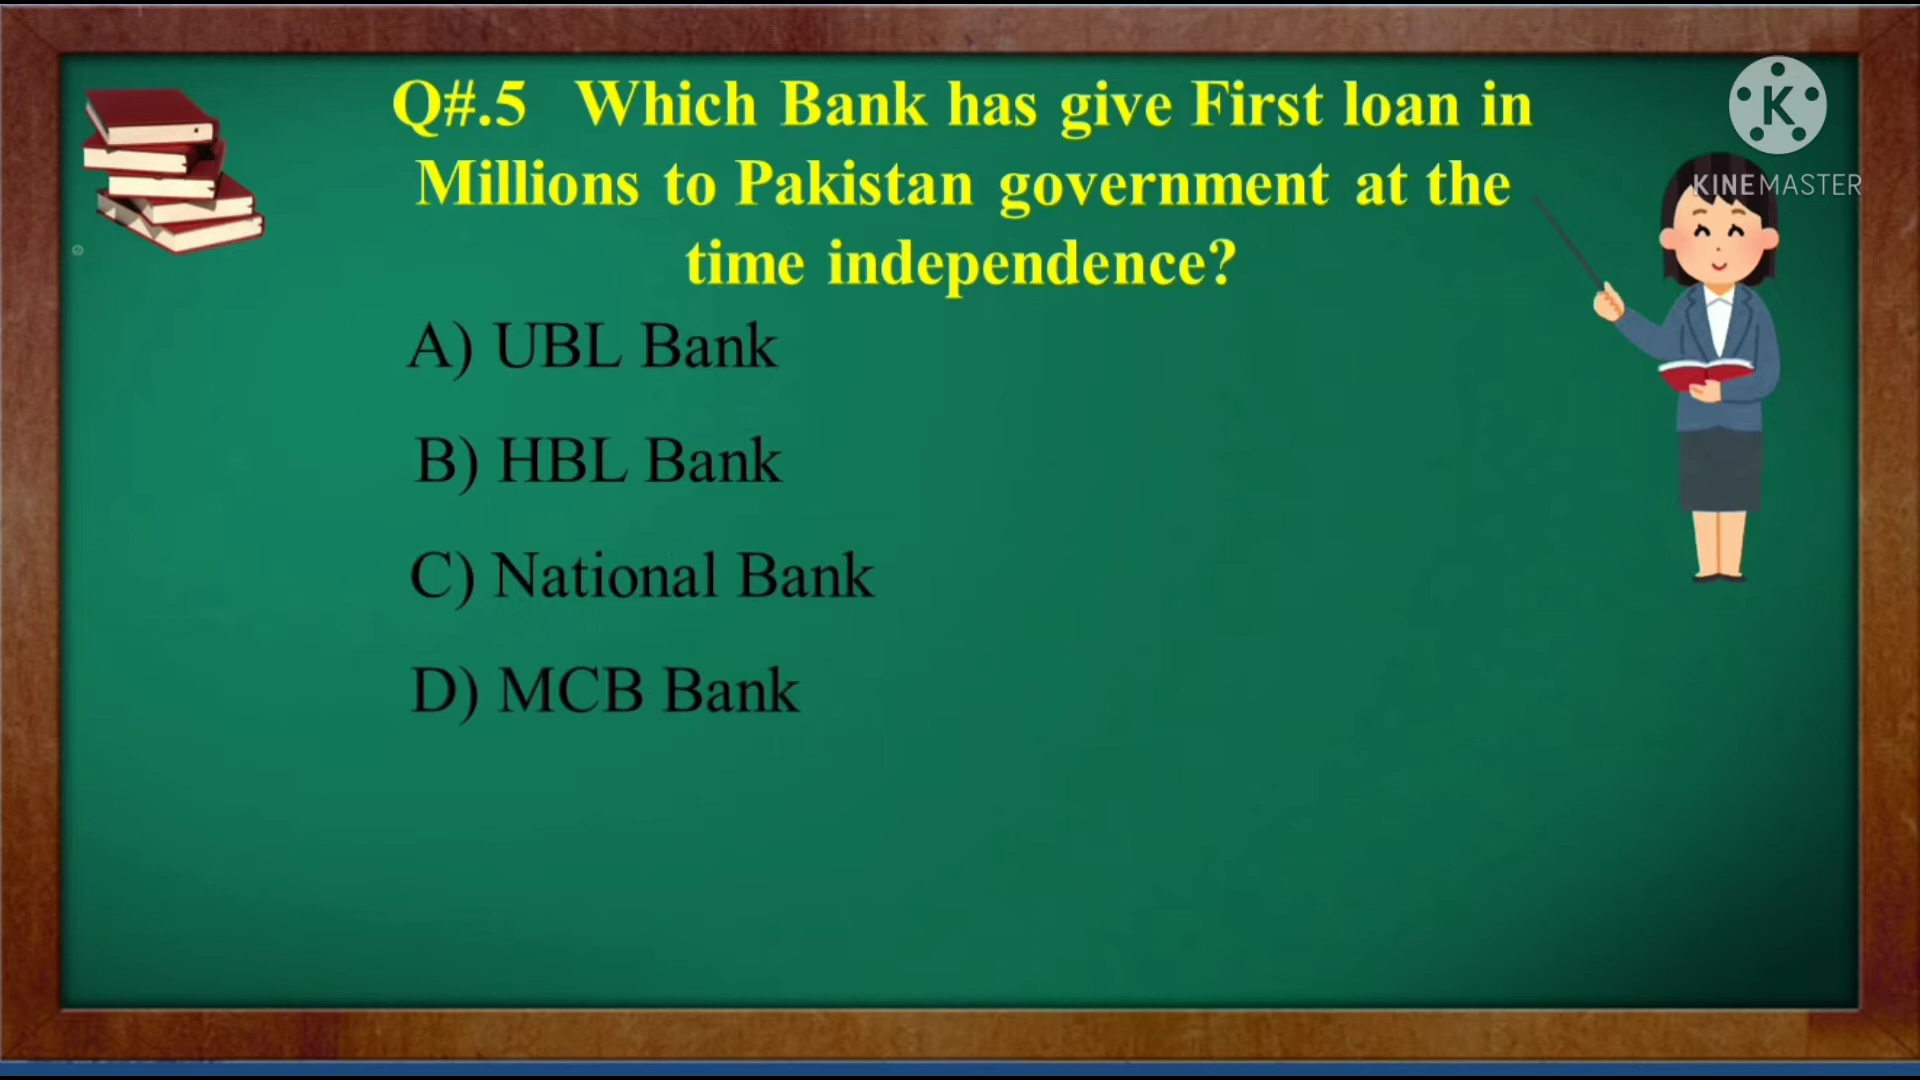 Q#.5 Which Bank has give First loan in
Millions to Pakistan government at the
time independence?
A) UBL Bank
B) HBL Bank
C) National Bank
D) MCB Bank
K
KINEMASTER